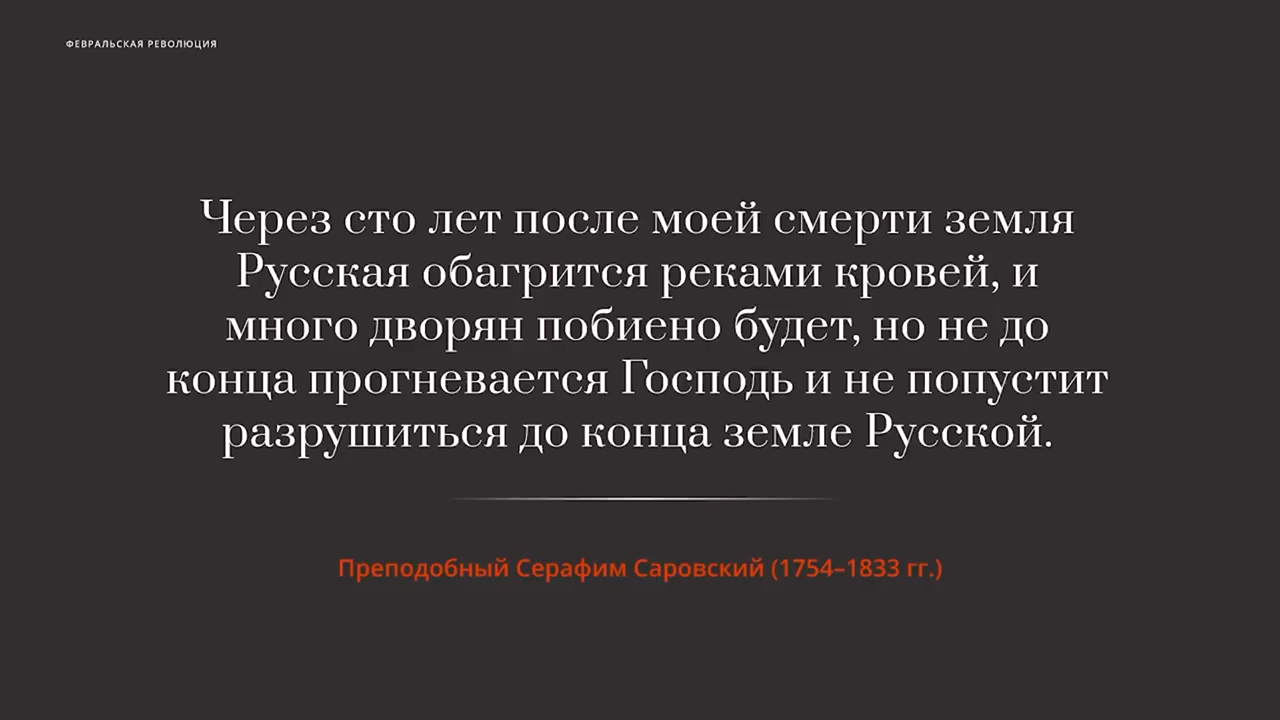 ФЕВРАЛЬСКАЯ РЕВОЛЮЦИЯ
Через сто лет после моей смерти земля
Русская обагрится реками кровей, и
много дворян побиено будет, но не до
конца прогневается Господь и не попустит
разрушиться до конца земле Русской.
Преподобный Серафим Саровский (1754–1833 гг.)